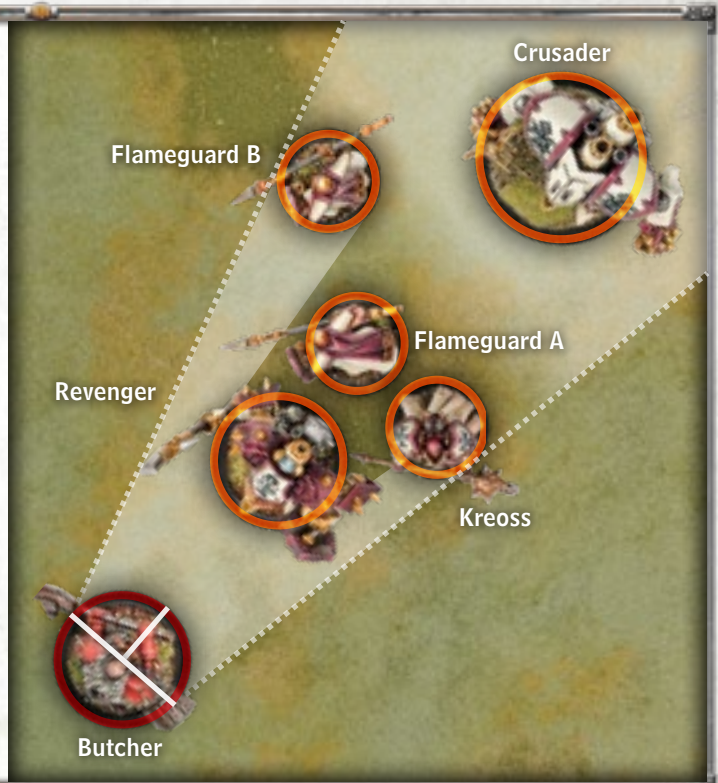 Crusader
Flameguard B
Flameguard A
Revenger
Kreoss
Butcher